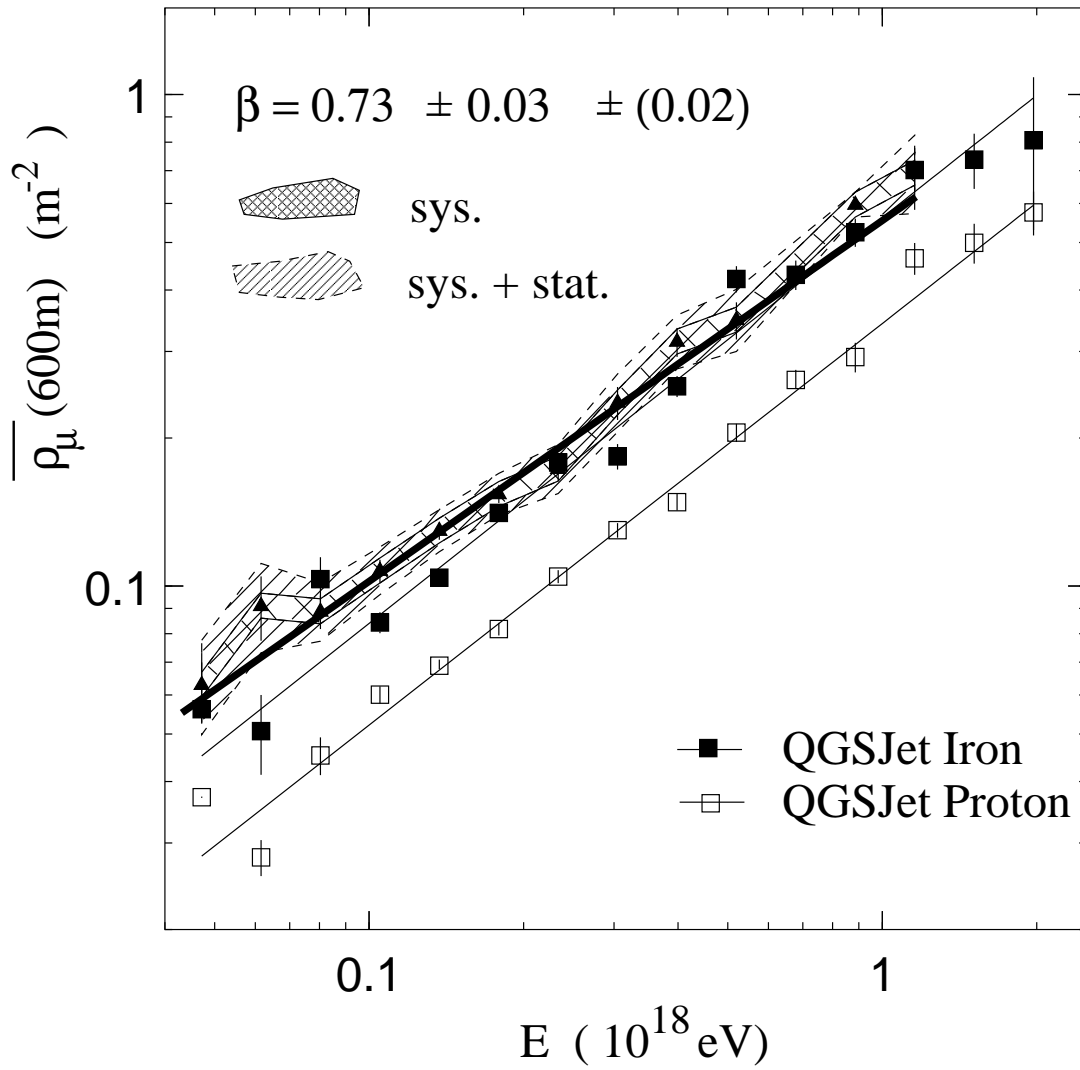 β = 0.73 ± 0.03 ± (0.02)
sys.
sys. + stat.
1
0.1
ρμ (600m) (m-2)
QGSJet Iron
QGSJet Proton
0.1 1
E ( 10^18 eV)